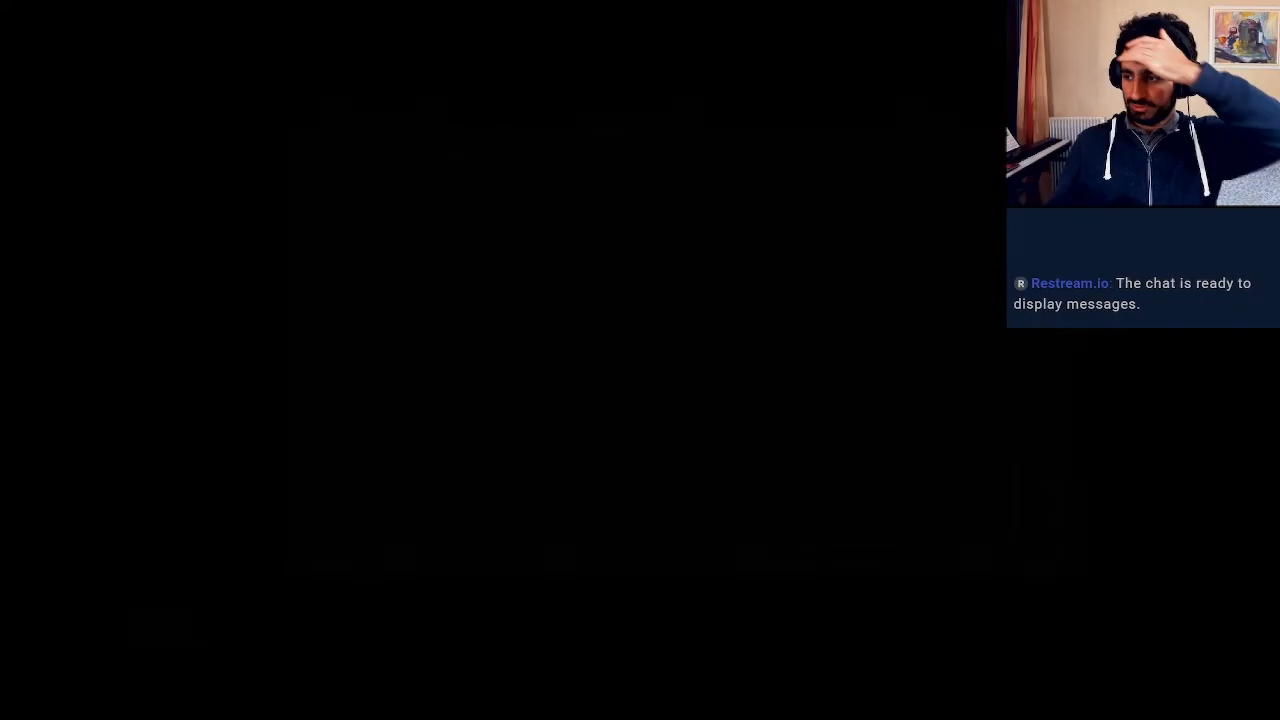 R Restream.io: The chat is ready to
display messages.